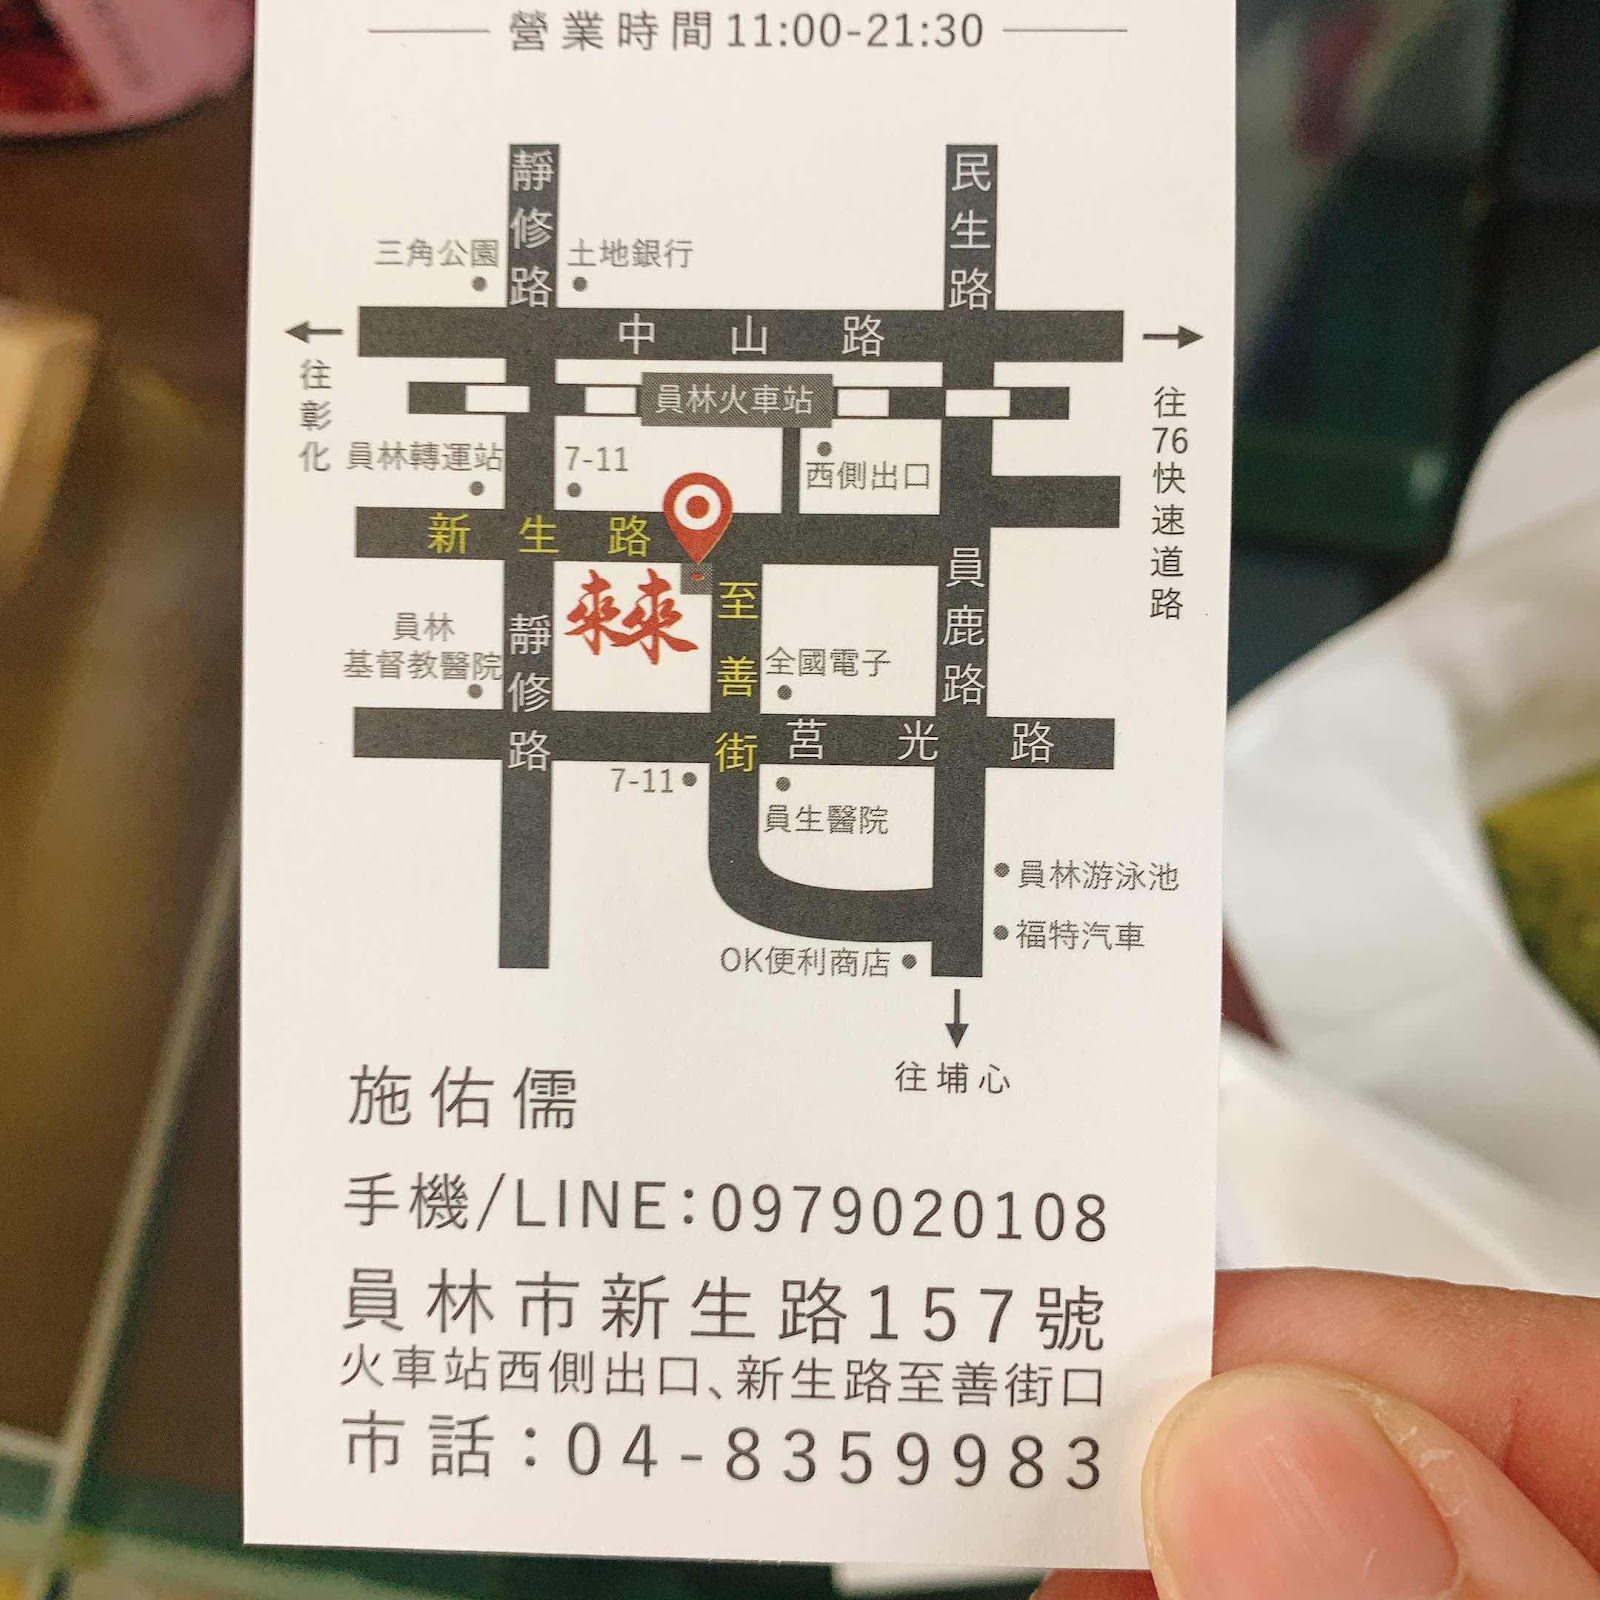 營業時間 11:00-21:30
靜修路
民生路
三角公園
土地銀行
中山路
往彰化
員林火車站
往76快速道路
員林轉運站
7-11
西側出口
新生路
來來
至善街
員鹿路
員林
基督教醫院
靜修路
全國電子
莒光路
7-11
員生醫院
員林游泳池
福特汽車
OK便利商店
往埔心
施佑儒
手機/LINE:0979020108
員林市新生路157號
火車站西側出口、新生路至善街口
市話:04-8359983